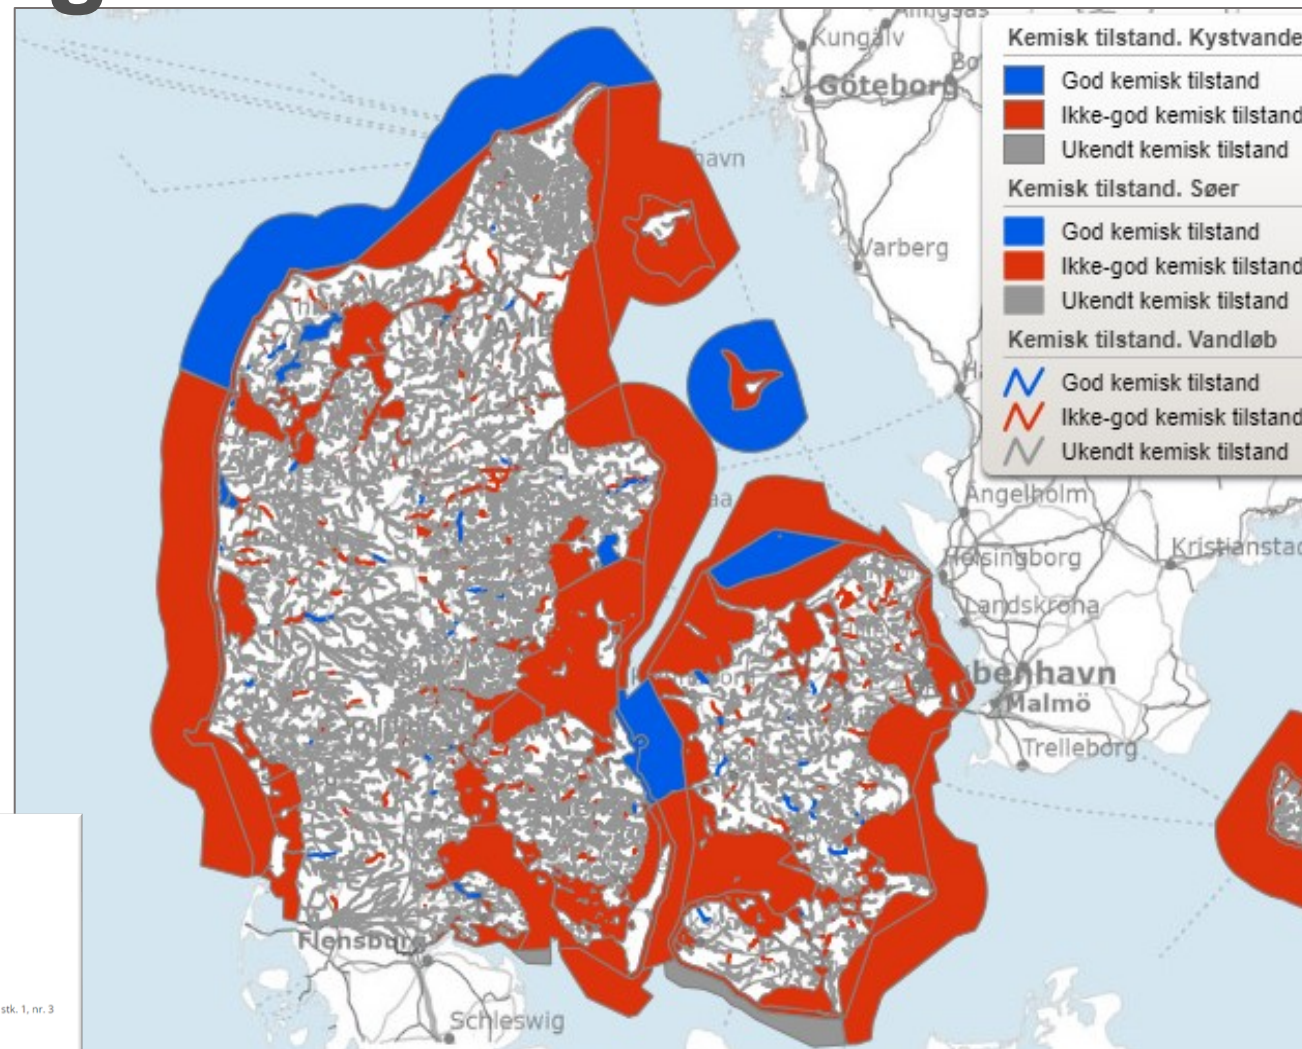 Kungälv
Göteborg
Varberg
Ängelholm
Helsingborg
Kristianstad
Landskrona
København
Malmö
Trelleborg
Flensburg
Schleswig
Kemisk tilstand. Kystvande
God kemisk tilstand
Ikke-god kemisk tilstand
Ukendt kemisk tilstand
Kemisk tilstand. Søer
God kemisk tilstand
Ikke-god kemisk tilstand
Ukendt kemisk tilstand
Kemisk tilstand. Vandløb
God kemisk tilstand
Ikke-god kemisk tilstand
Ukendt kemisk tilstand
stk. 1, nr. 3